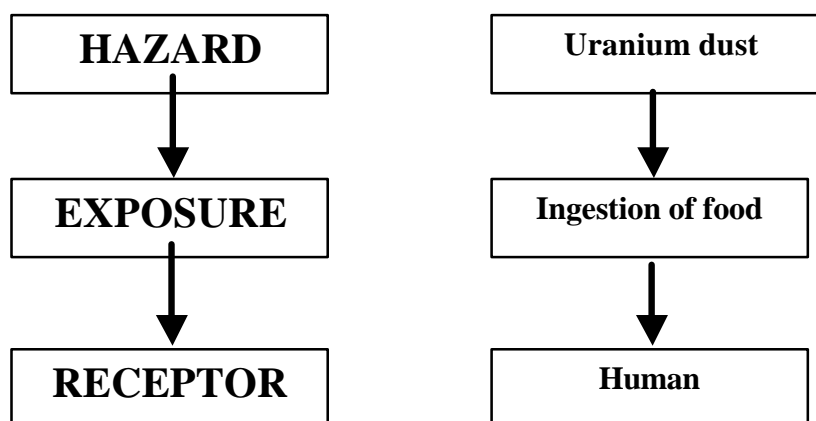 HAZARD
Uranium dust
EXPOSURE
Ingestion of food
RECEPTOR
Human